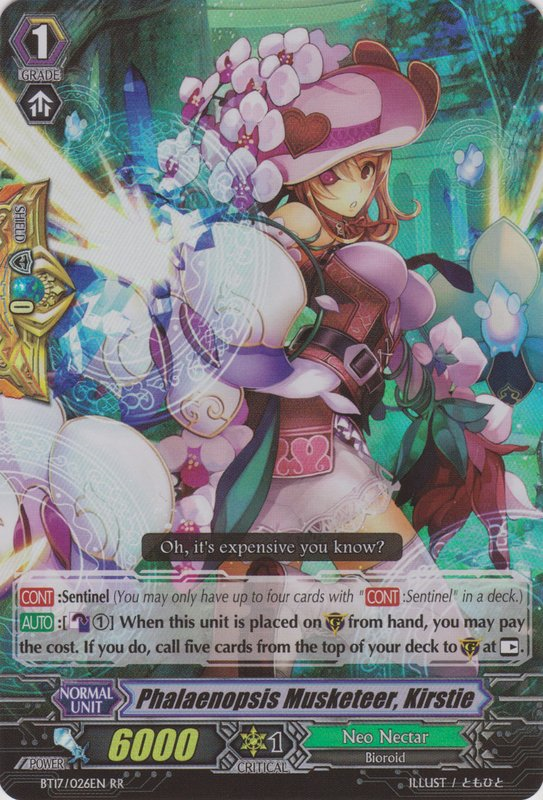 1
GRADE
SHIELD
0
Oh, it's expensive you know?
CONT :Sentinel (You may only have up to four cards with "CONT :Sentinel" in a deck.)
AUTO :[ ①] When this unit is placed on G from hand, you may pay
the cost. If you do, call five cards from the top of your deck to G at .
NORMAL
UNIT
Phalaenopsis Musketeer, Kirstie
POWER
6000
1
CRITICAL
Neo Nectar
Bioroid
BT17/026EN RR
ILLUST / ともひと